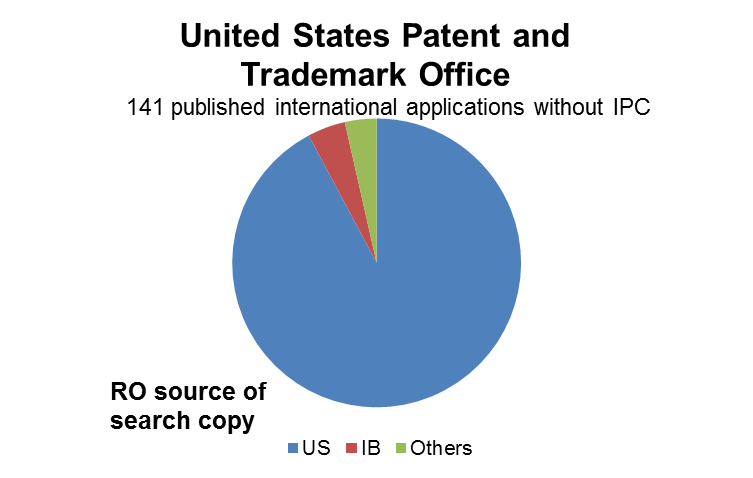 United States Patent and
Trademark Office
141 published international applications without IPC
RO source of
search copy
US IB Others